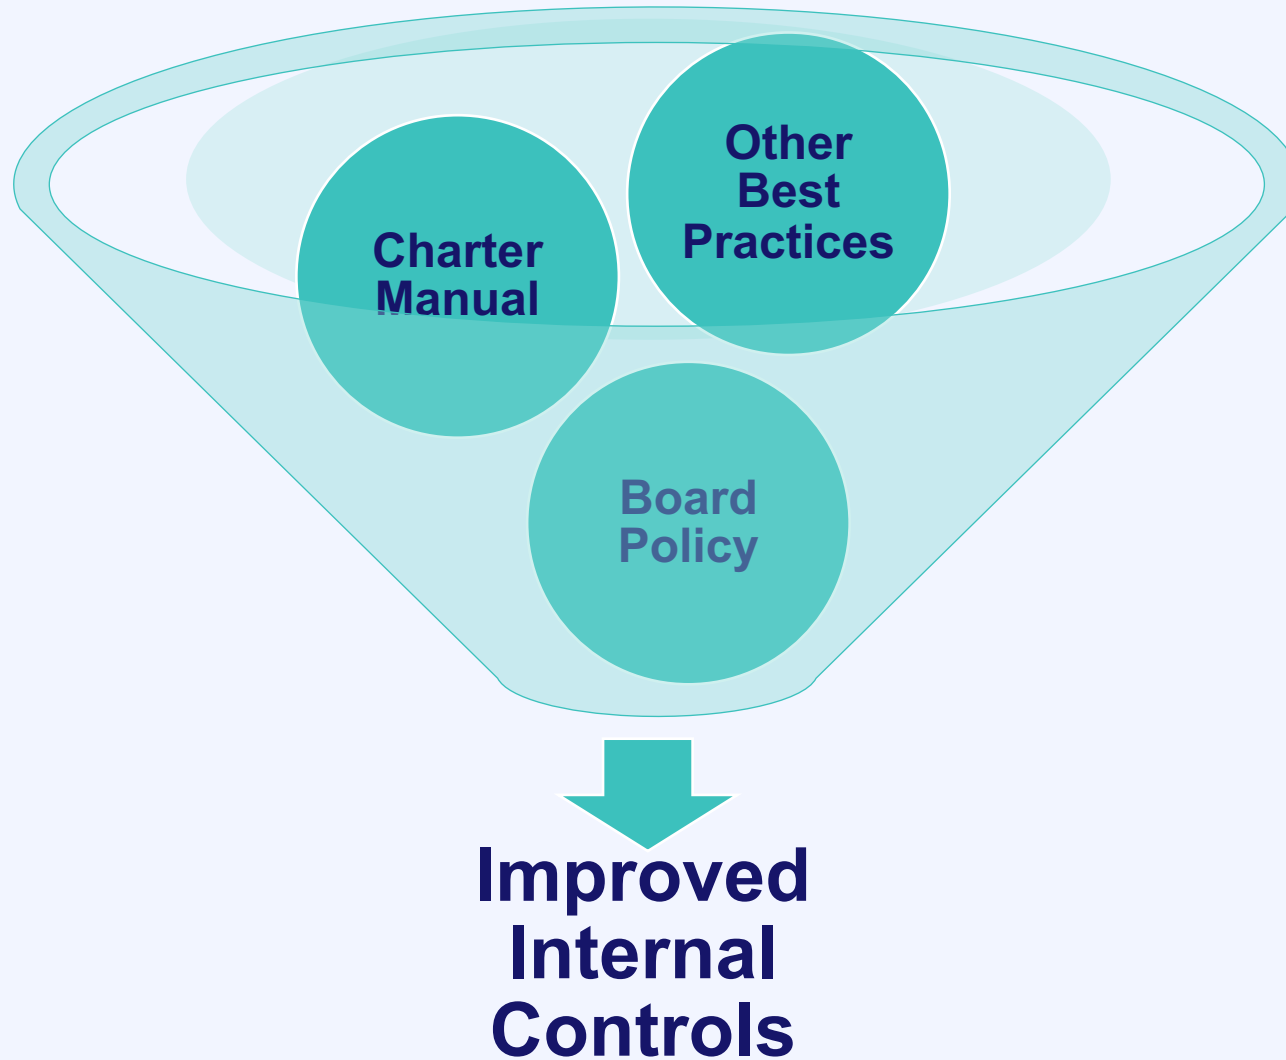 Other
Best
Practices
Charter
Manual
Board
Policy
Improved
Internal
Controls